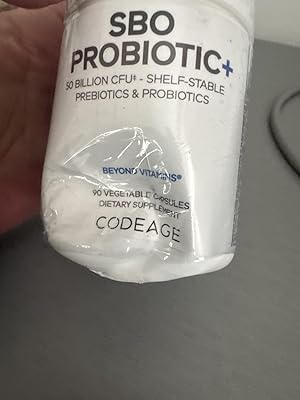 SBO
PROBIOTIC+
50 BILLION CFU‡ - SHELF-STABLE
PREBIOTICS & PROBIOTICS
BEYOND VITAMINS®
90 VEGETABLE CAPSULES
DIETARY SUPPLEMENT
CODEAGE